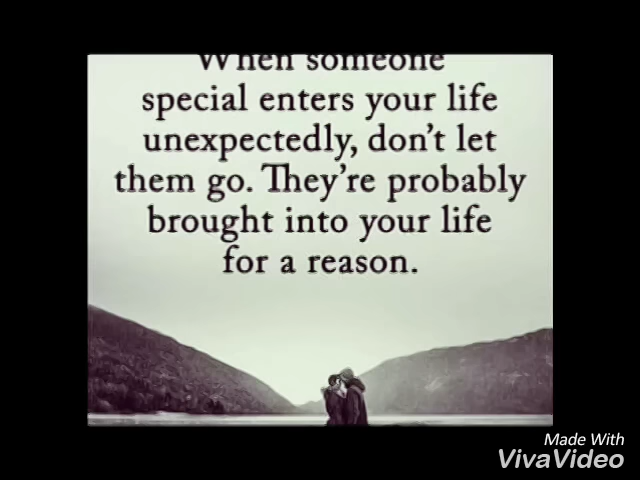 When someone
special enters your life
unexpectedly, don't let
them go. They're probably
brought into your life
for a reason.
Made With
VivaVideo